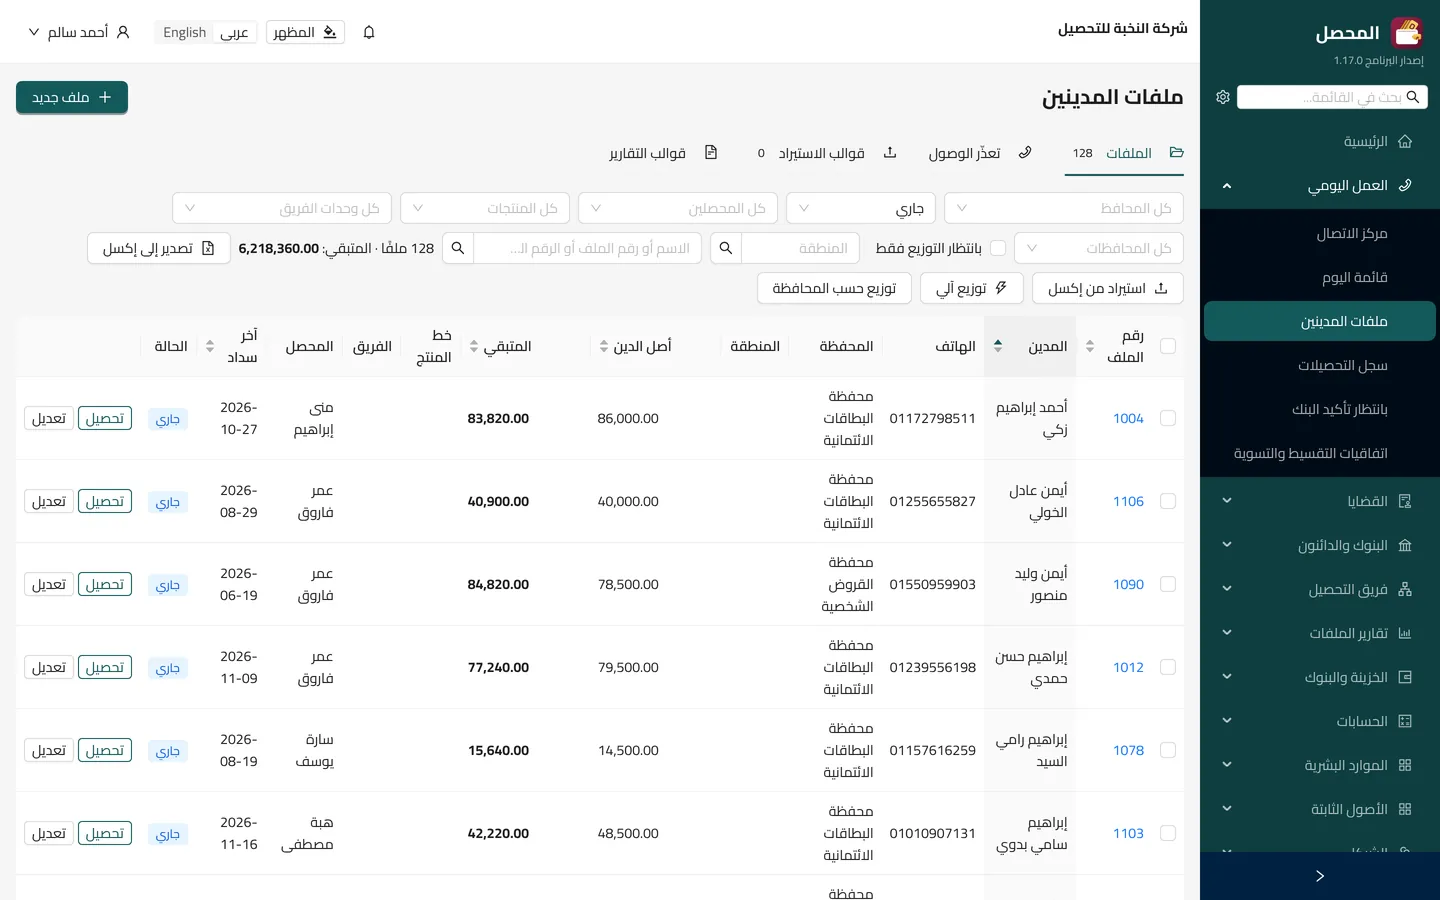 المحصل
إصدار البرنامج 1.17.0
بحث في القائمة...
الرئيسية
العمل اليومي
مركز الاتصال
قائمة اليوم
ملفات المدينين
سجل التحصيلات
بانتظار تأكيد البنك
اتفاقيات التقسيط والتسوية
القضايا
البنوك والدائنون
فريق التحصيل
تقارير الملفات
الخزينة والبنوك
الحسابات
الموارد البشرية
الأصول الثابتة
شركة النخبة للتحصيل
المظهر
عربي English
أحمد سالم
ملفات المدينين
ملف جديد
الملفات 128 تعذّر الوصول قوالب الاستيراد 0 قوالب التقارير
كل المحافظ جاري كل المحصلين كل المنتجات كل وحدات الفريق
كل المحافظات بانتظار التوزيع فقط المنطقة الاسم أو رقم الملف أو الرقم ال... 128 ملفًا · المتبقي: 6,218,360.00 تصدير إلى إكسل
استيراد من إكسل توزيع آلي توزيع حسب المحافظة
رقم الملف المدين الهاتف المحفظة المنطقة أصل الدين المتبقي خط المنتج الفريق المحصل آخر سداد الحالة
1004 أحمد إبراهيم زكي 01172798511 محفظة البطاقات الائتمانية 86,000.00 83,820.00 منى إبراهيم 2026-10-27 جاري تحصيل تعديل
1106 أيمن عادل الخولي 01255655827 محفظة البطاقات الائتمانية 40,000.00 40,900.00 عمر فاروق 2026-08-29 جاري تحصيل تعديل
1090 أيمن وليد منصور 01550959903 محفظة القروض الشخصية 78,500.00 84,820.00 عمر فاروق 2026-06-19 جاري تحصيل تعديل
1012 إبراهيم حسن حمدي 01239556198 محفظة البطاقات الائتمانية 79,500.00 77,240.00 عمر فاروق 2026-11-09 جاري تحصيل تعديل
1078 إبراهيم رامي السيد 01157616259 محفظة البطاقات الائتمانية 14,500.00 15,640.00 سارة يوسف 2026-08-19 جاري تحصيل تعديل
1103 إبراهيم سامي بدوي 01010907131 محفظة البطاقات الائتمانية 48,500.00 42,220.00 هبة مصطفى 2026-11-16 جاري تحصيل تعديل
محفظة